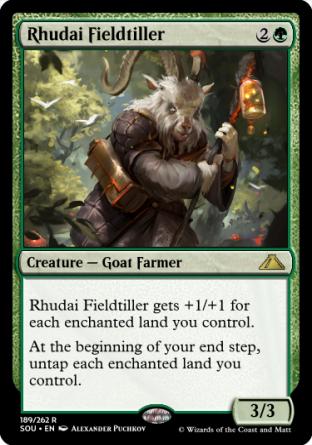 Rhudai Fieldtiller 2
Creature — Goat Farmer
Rhudai Fieldtiller gets +1/+1 for
each enchanted land you control.
At the beginning of your end step,
untap each enchanted land you
control.
3/3
189/262 R
SOU • EN Alexander Puchkov
© Wizards of the Coast and Matt